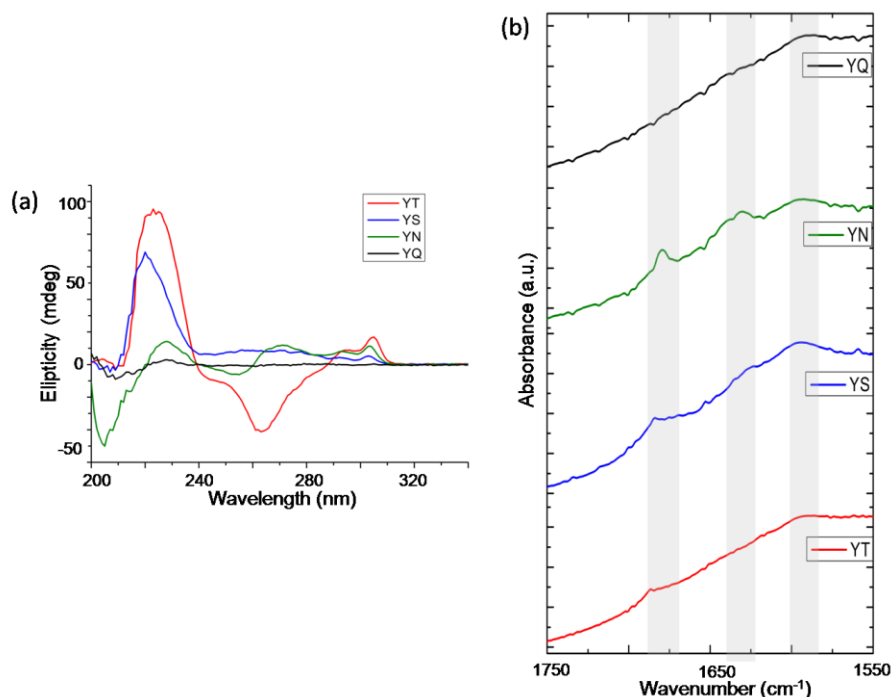 (a)
Elipticity (mdeg)
100
50
0
-50
200
240
280
320
Wavelength (nm)
YT
YS
YN
YQ
(b)
Absorbance (a.u.)
YQ
YN
YS
YT
1750
1650
1550
Wavenumber (cm-1)